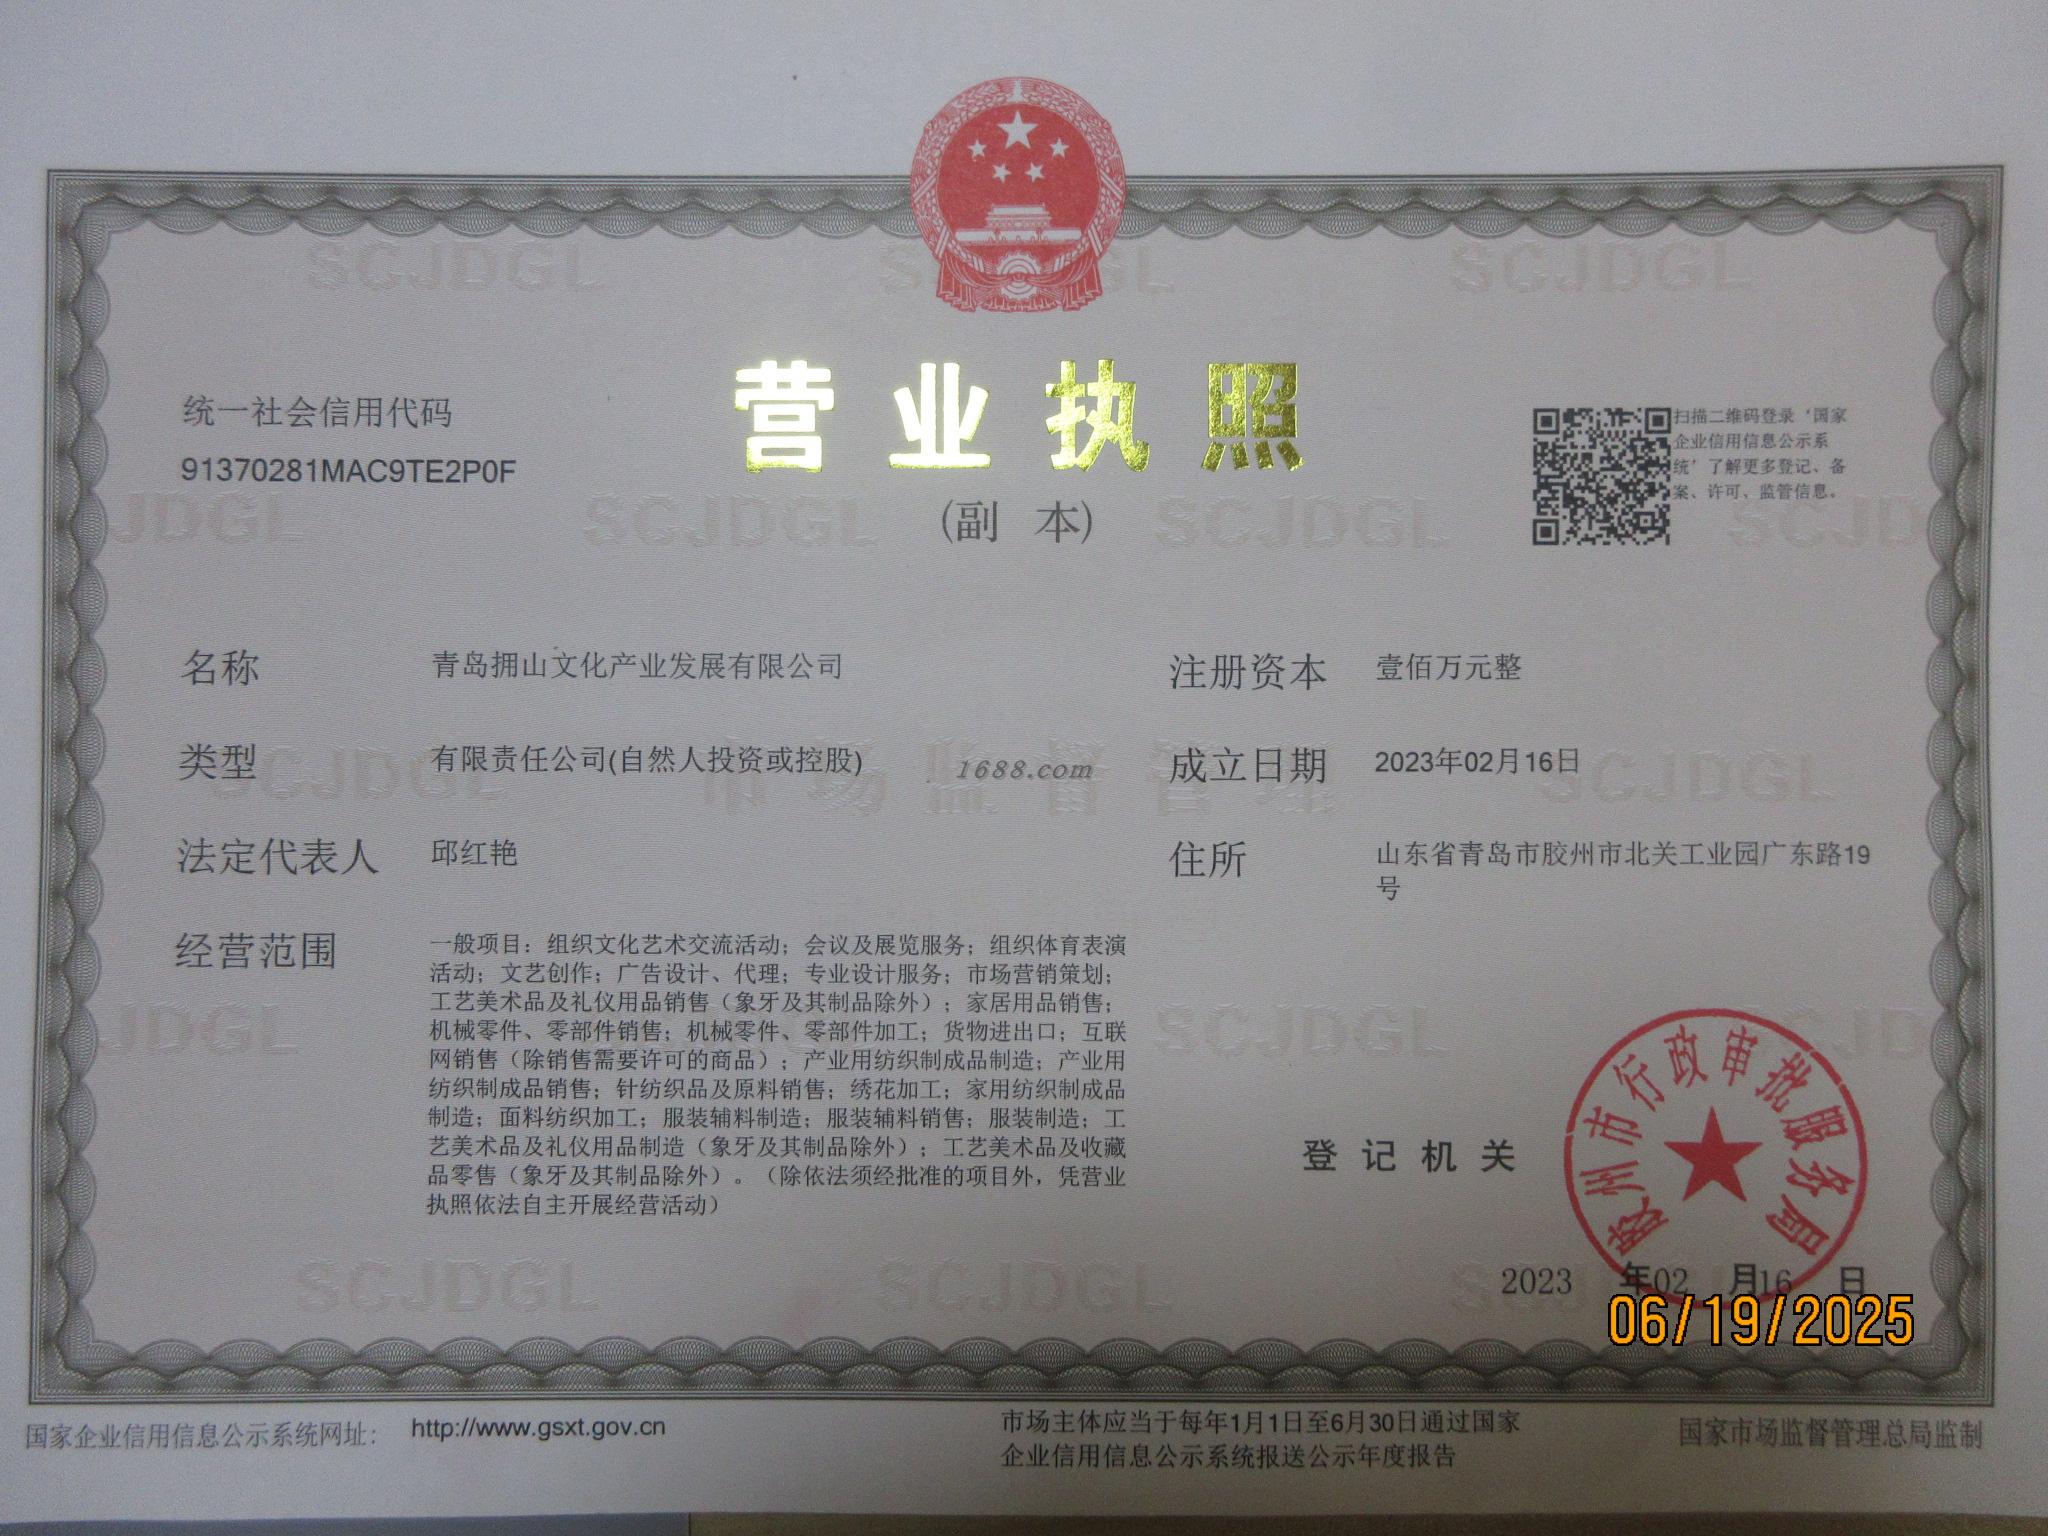 营业执照
(副 本)
统一社会信用代码
91370281MAC9TE2P0F
扫描二维码登录‘国家
企业信用信息公示系
统’了解更多登记、备
案、许可、监管信息。
名称 青岛拥山文化产业发展有限公司
类型 有限责任公司(自然人投资或控股)
法定代表人 邱红艳
经营范围 一般项目：组织文化艺术交流活动；会议及展览服务；组织体育表演
活动；文艺创作；广告设计、代理；专业设计服务；市场营销策划；
工艺美术品及礼仪用品销售（象牙及其制品除外）；家居用品销售；
机械零件、零部件销售；机械零件、零部件加工；货物进出口；互联
网销售（除销售需要许可的商品）；产业用纺织制成品制造；产业用
纺织制成品销售；针纺织品及原料销售；绣花加工；家用纺织制成品
制造；面料纺织加工；服装辅料制造；服装辅料销售；服装制造；工
艺美术品及礼仪用品制造（象牙及其制品除外）；工艺美术品及收藏
品零售（象牙及其制品除外）。（除依法须经批准的项目外，凭营业
执照依法自主开展经营活动）
注册资本 壹佰万元整
成立日期 2023年02月16日
住所 山东省青岛市胶州市北关工业园广东路19
号
1688.com
SCJDGL
市场监督管理
登记机关
胶州市行政审批服务局
2023 年02 月16 日
06/19/2025
国家企业信用信息公示系统网址： http://www.gsxt.gov.cn
市场主体应当于每年1月1日至6月30日通过国家
企业信用信息公示系统报送公示年度报告
国家市场监督管理总局监制